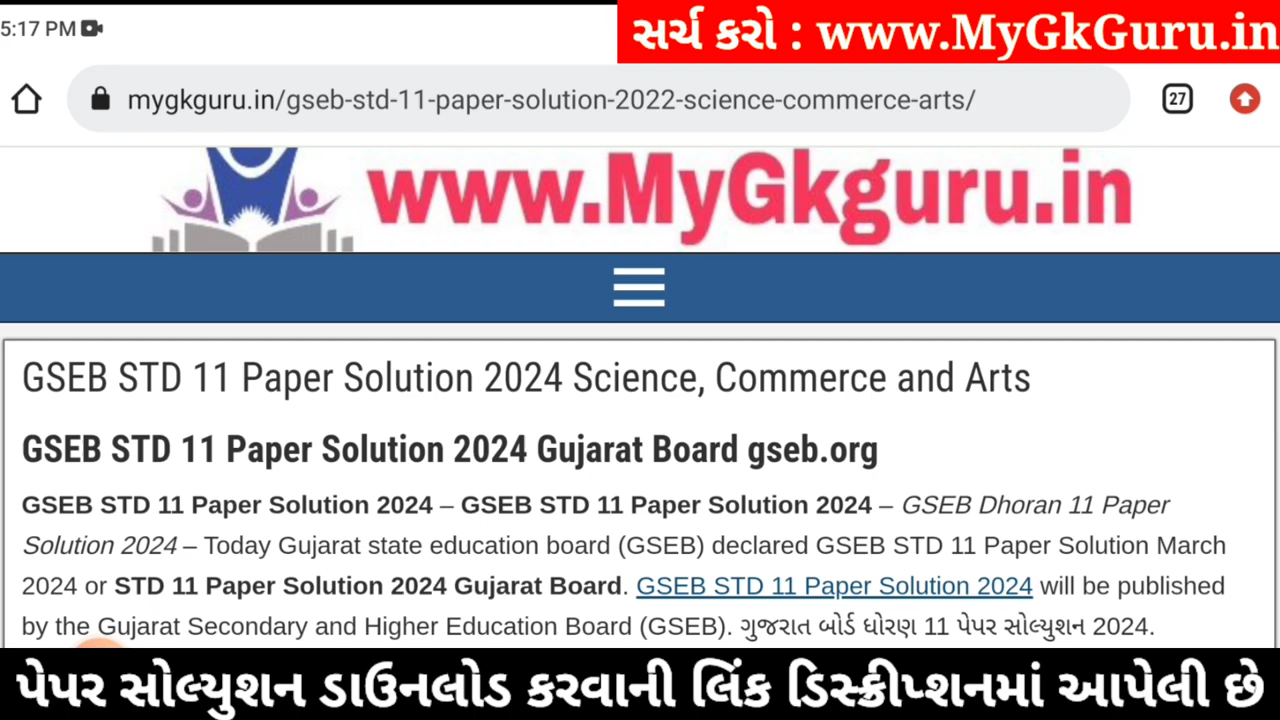 5:17 PM
સર્ચ કરો : www.MyGkGuru.in
mygkguru.in/gseb-std-11-paper-solution-2022-science-commerce-arts/
27
www.MyGkguru.in
GSEB STD 11 Paper Solution 2024 Science, Commerce and Arts
GSEB STD 11 Paper Solution 2024 Gujarat Board gseb.org
GSEB STD 11 Paper Solution 2024 – GSEB STD 11 Paper Solution 2024 – GSEB Dhoran 11 Paper
Solution 2024 – Today Gujarat state education board (GSEB) declared GSEB STD 11 Paper Solution March
2024 or STD 11 Paper Solution 2024 Gujarat Board. GSEB STD 11 Paper Solution 2024 will be published
by the Gujarat Secondary and Higher Education Board (GSEB). ગુજરાત બોર્ડ ધોરણ 11 પેપર સોલ્યુશન 2024.
પેપર સોલ્યુશન ડાઉનલોડ કરવાની લિંક ડિસ્ક્રીપ્શનમાં આપેલી છે